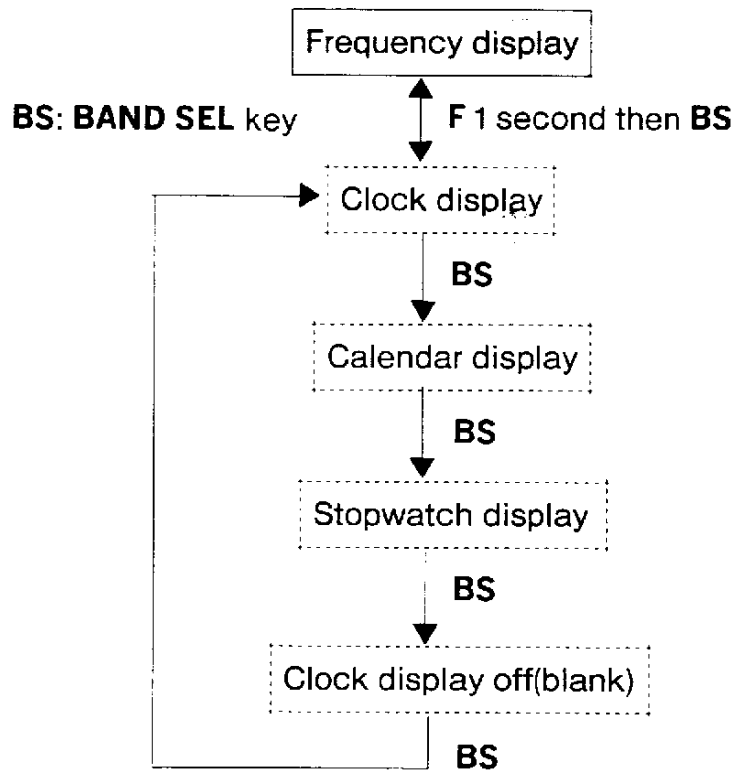 Frequency display
BS: BAND SEL key
F 1 second then BS
Clock display
BS
Calendar display
BS
Stopwatch display
BS
Clock display off(blank)
BS